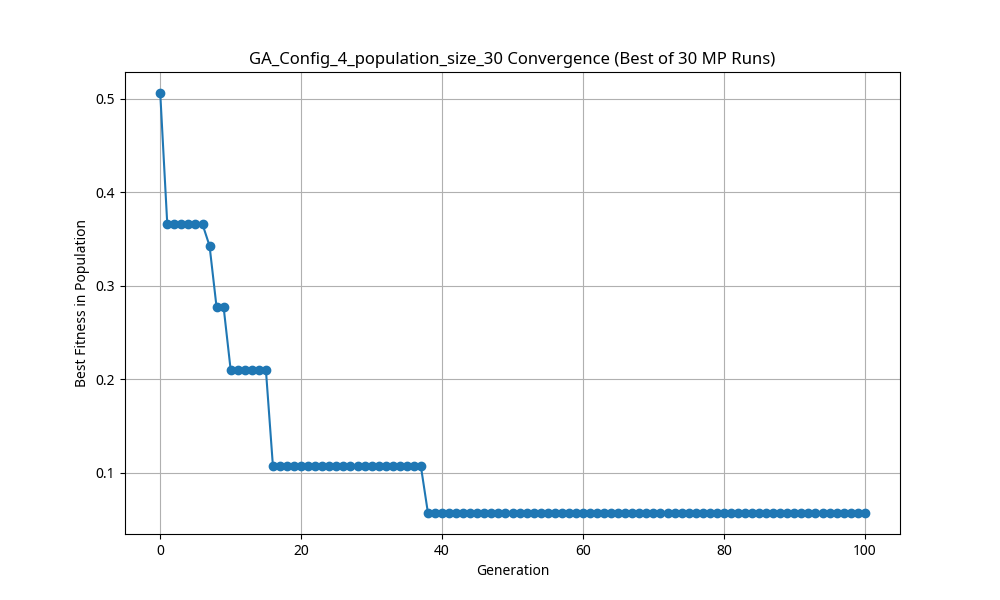 GA_Config_4_population_size_30 Convergence (Best of 30 MP Runs)
Best Fitness in Population
0.5
0.4
0.3
0.2
0.1
0 20 40 60 80 100
Generation